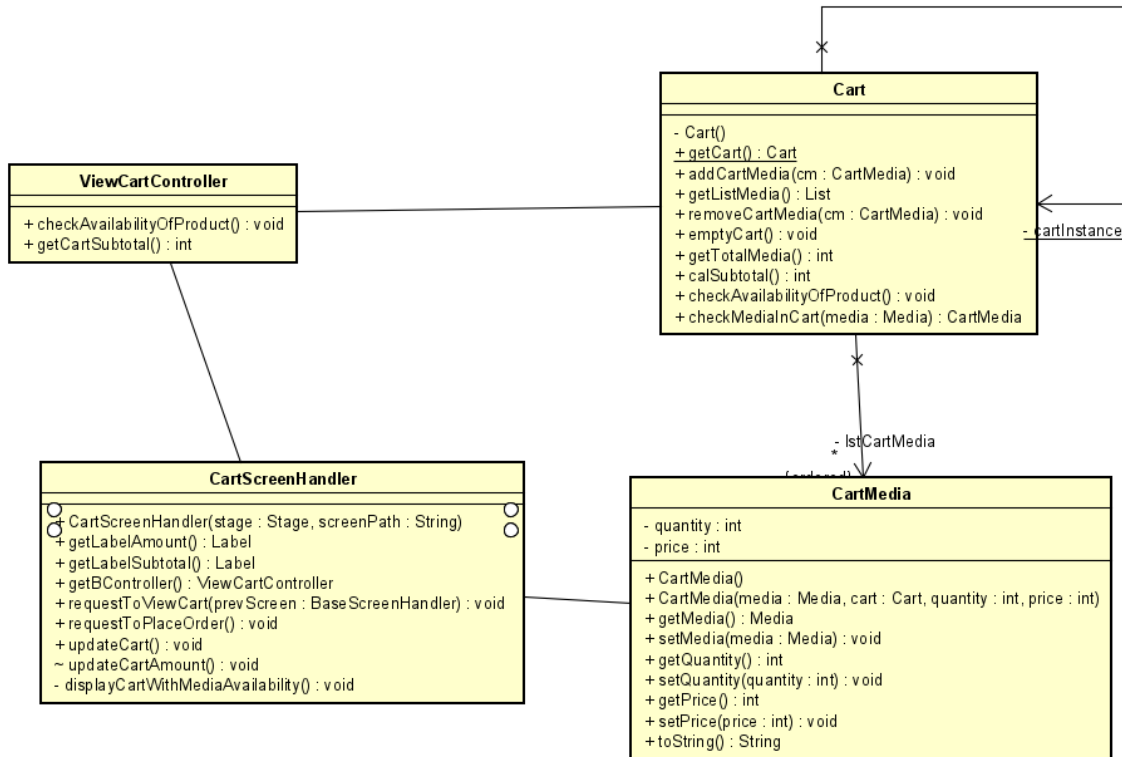 Cart
- Cart()
+ getCart() : Cart
+ addCartMedia(cm : CartMedia) : void
+ getListMedia() : List
+ removeCartMedia(cm : CartMedia) : void
+ emptyCart() : void
+ getTotalMedia() : int
+ calSubtotal() : int
+ checkAvailabilityOfProduct() : void
+ checkMediaInCart(media : Media) : CartMedia
- cartInstance
ViewCartController
+ checkAvailabilityOfProduct() : void
+ getCartSubtotal() : int
- lstCartMedia
*
{ordered}
CartScreenHandler
+ CartScreenHandler(stage : Stage, screenPath : String)
+ getLabelAmount() : Label
+ getLabelSubtotal() : Label
+ getBController() : ViewCartController
+ requestToViewCart(prevScreen : BaseScreenHandler) : void
+ requestToPlaceOrder() : void
+ updateCart() : void
~ updateCartAmount() : void
- displayCartWithMediaAvailability() : void
CartMedia
- quantity : int
- price : int
+ CartMedia()
+ CartMedia(media : Media, cart : Cart, quantity : int, price : int)
+ getMedia() : Media
+ setMedia(media : Media) : void
+ getQuantity() : int
+ setQuantity(quantity : int) : void
+ getPrice() : int
+ setPrice(price : int) : void
+ toString() : String